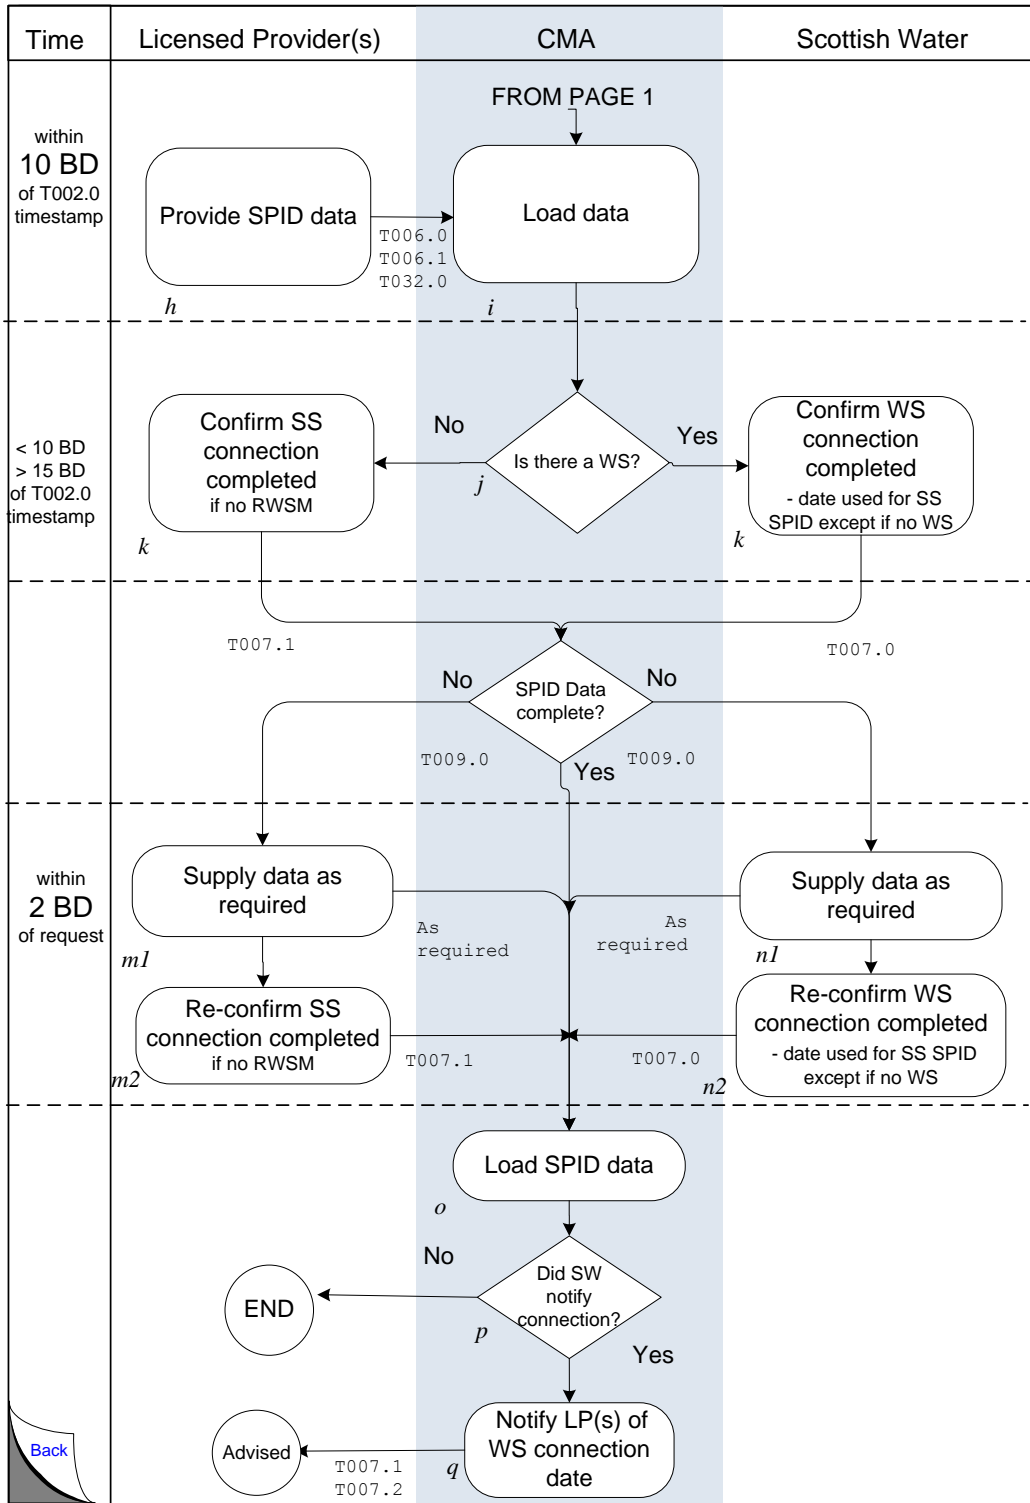 Time
Licensed Provider(s)
CMA
Scottish Water
FROM PAGE 1
within
10 BD
of T002.0
timestamp
Provide SPID data
T006.0
T006.1
T032.0
Load data
h
i
< 10 BD
> 15 BD
of T002.0
timestamp
Confirm SS
connection
completed
if no RWSM
k
No
Is there a WS?
j
Yes
Confirm WS
connection
completed
- date used for SS
SPID except if no WS
k
T007.1
T007.0
No
SPID Data
complete?
No
T009.0
Yes
T009.0
within
2 BD
of request
Supply data as
required
m1
As
required
As
required
Supply data as
required
n1
Re-confirm SS
connection completed
if no RWSM
m2
T007.1
T007.0
Re-confirm WS
connection completed
- date used for SS SPID
except if no WS
n2
Load SPID data
o
No
Did SW
notify
connection?
p
END
Yes
Notify LP(s) of
WS connection
date
q
Advised
T007.1
T007.2
Back